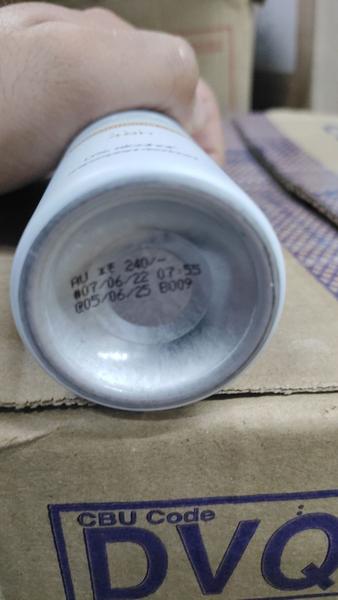 AU ₹ 240/-
#07/06/22 07:55
@05/06/25 B009
CBU Code
DVQ